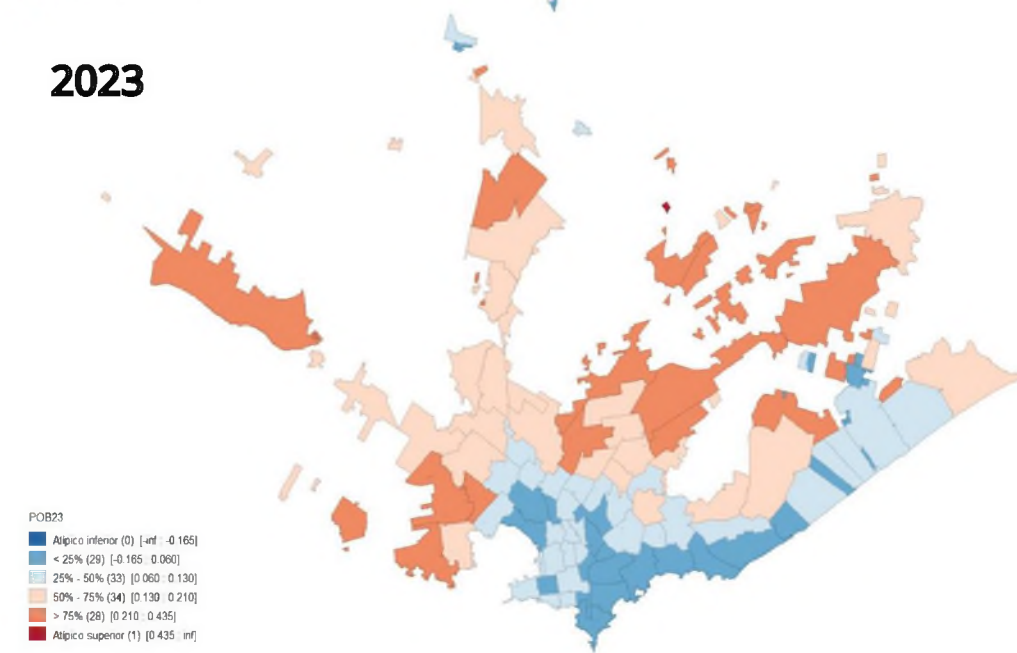 2023
POB23
Atípico inferior (0) [-inf : -0.165]
< 25% (29) [-0.165 : 0.060]
25% - 50% (33) [0.060 : 0.130]
50% - 75% (34) [0.130 : 0.210]
> 75% (28) [0.210 : 0.435]
Atípico superior (1) [0.435 : inf]